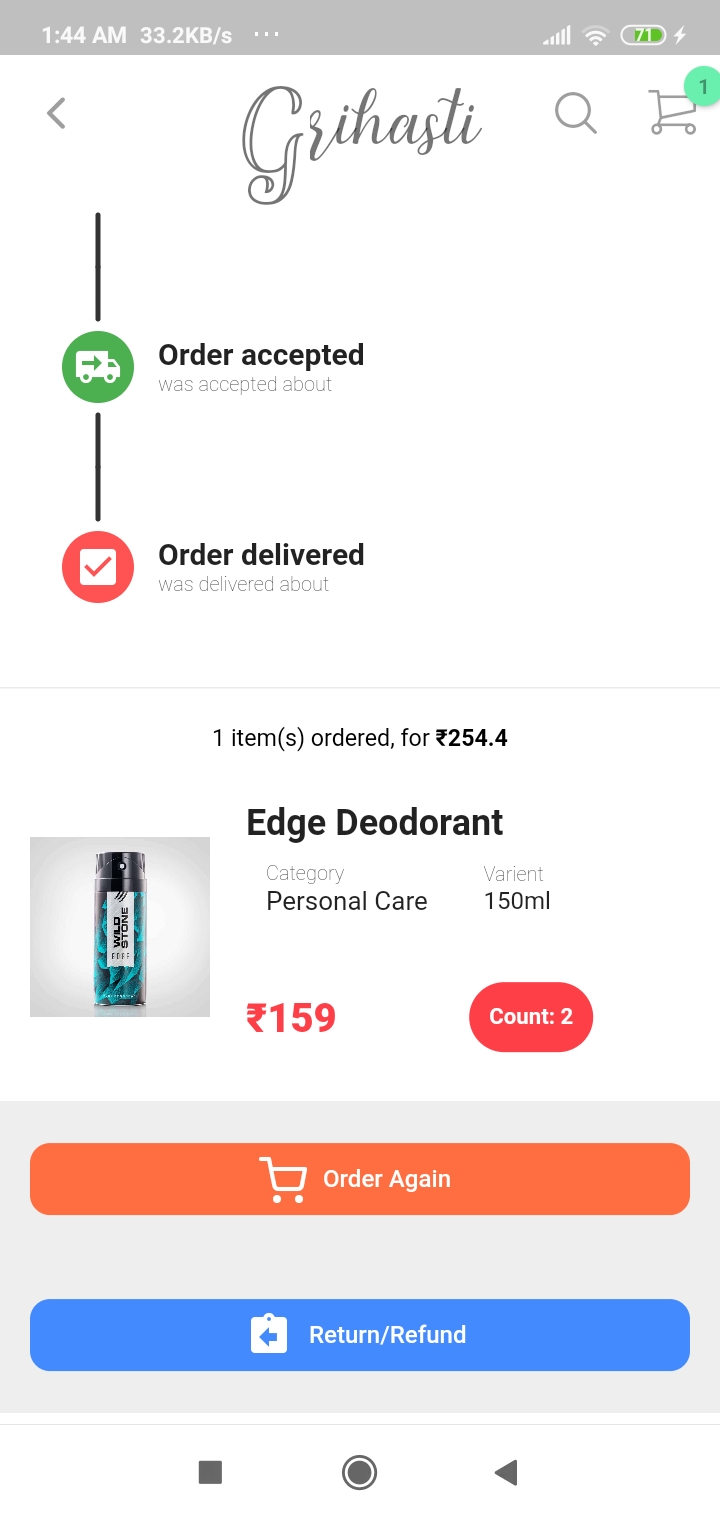 1:44 AM 33.2KB/s ... 71
1
Grihasti
Order accepted
was accepted about
Order delivered
was delivered about
1 item(s) ordered, for ₹254.4
Edge Deodorant
Category Varient
Personal Care 150ml
WILD
STONE
EDGE
₹159 Count: 2
Order Again
Return/Refund